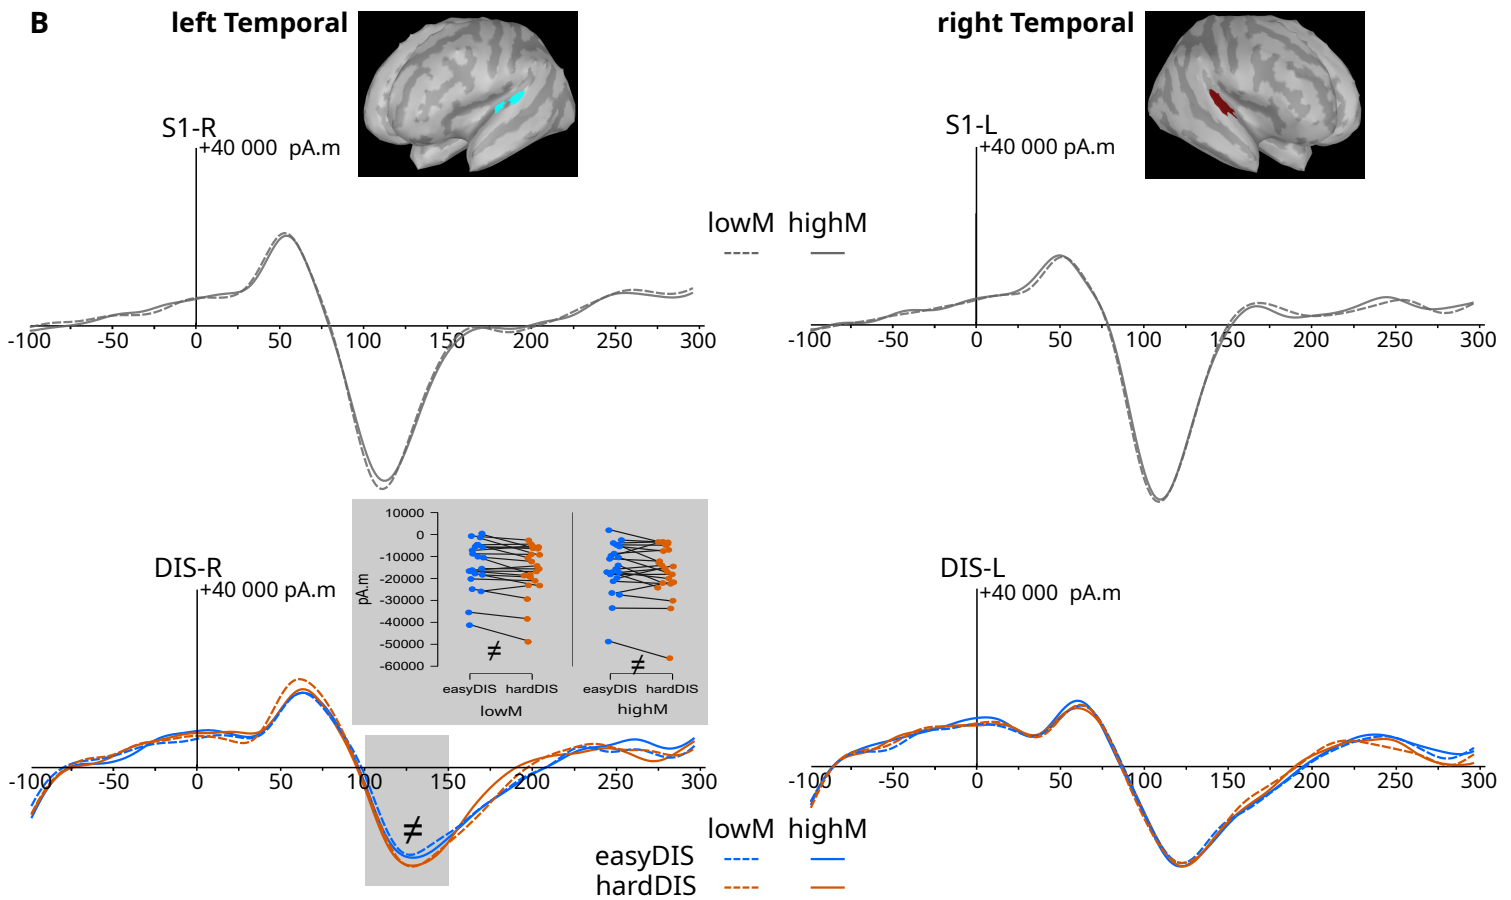 B
left Temporal
right Temporal
S1-R
+40 000 pA.m
S1-L
+40 000 pA.m
lowM highM
-100 -50 0 50 100 150 200 250 300
-100 -50 0 50 100 150 200 250 300
10000
0
-10000
-20000
-30000
-40000
-50000
-60000
pA.m
≠ ≠
easyDIS hardDIS easyDIS hardDIS
lowM highM
DIS-R
+40 000 pA.m
DIS-L
+40 000 pA.m
-100 -50 0 50 100 150 200 250 300
-100 -50 0 50 100 150 200 250 300
≠
lowM highM
easyDIS
hardDIS